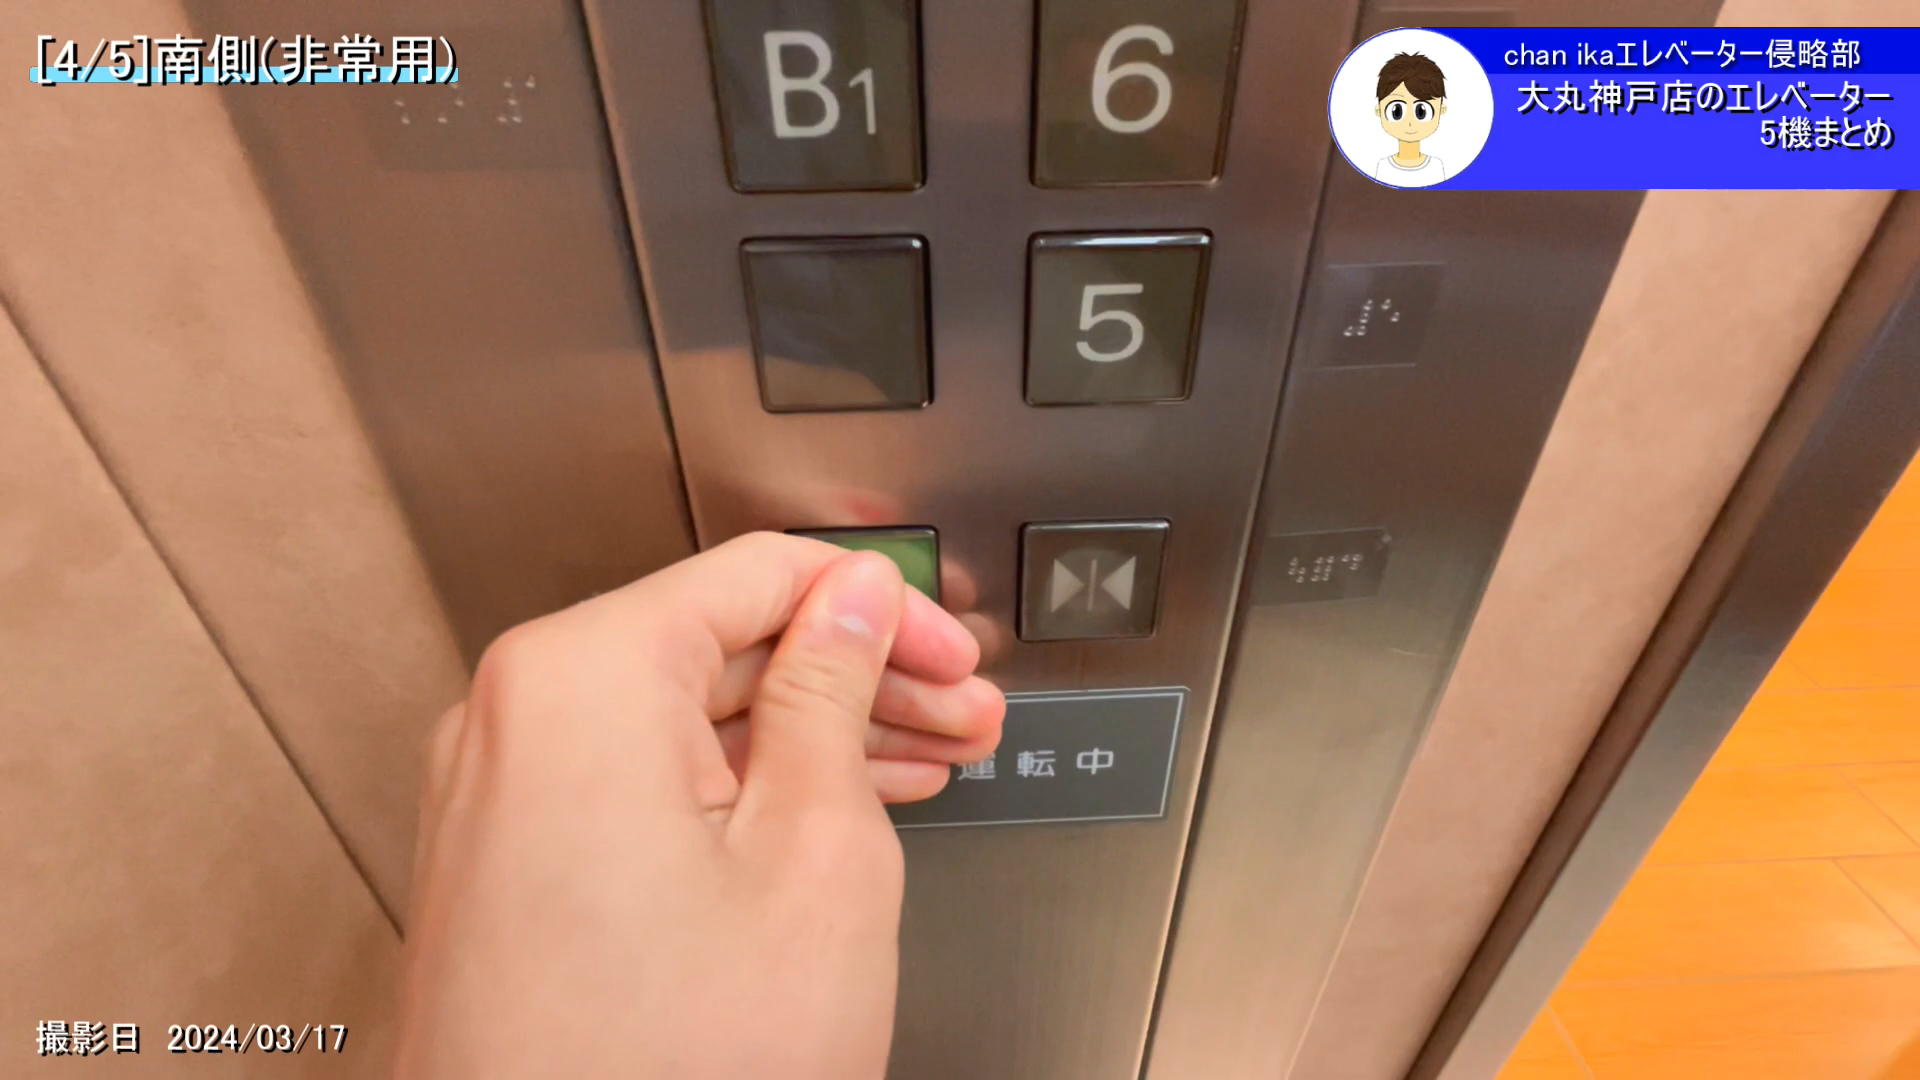 [4/5]南側(非常用)
chan ikaエレベーター侵略部
大丸神戸店のエレベーター
5機まとめ
B1
6
5
運転中
撮影日 2024/03/17